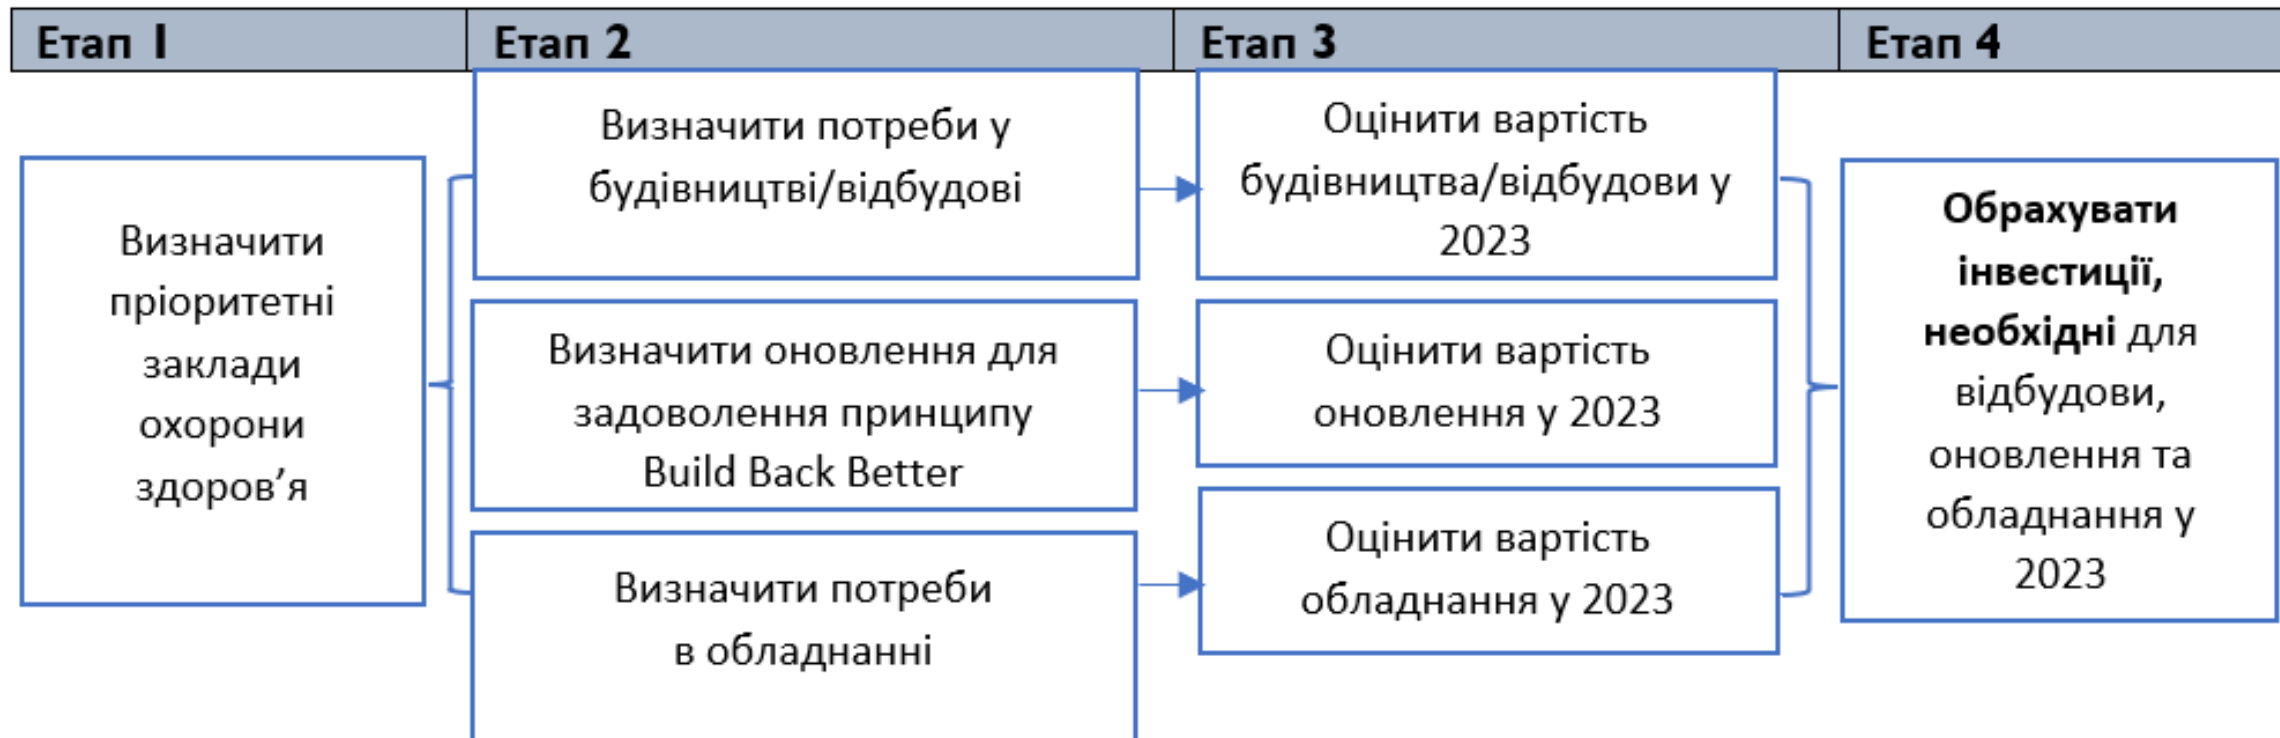 Етап 1
Етап 2
Етап 3
Етап 4
Визначити
пріоритетні
заклади
охорони
здоров’я
Визначити потреби у
будівництві/відбудові
Визначити оновлення для
задоволення принципу
Build Back Better
Визначити потреби
в обладнанні
Оцінити вартість
будівництва/відбудови у
2023
Оцінити вартість
оновлення у 2023
Оцінити вартість
обладнання у 2023
Обрахувати
інвестиції,
необхідні для
відбудови,
оновлення та
обладнання у
2023